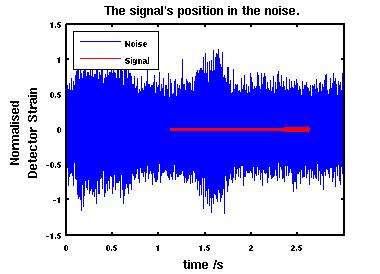 The signal's position in the noise.
1.5
Noise
Signal
1
0.5
0
-0.5
-1
-1.5
Normalised
Detector Strain
0 0.5 1 1.5 2 2.5
time /s